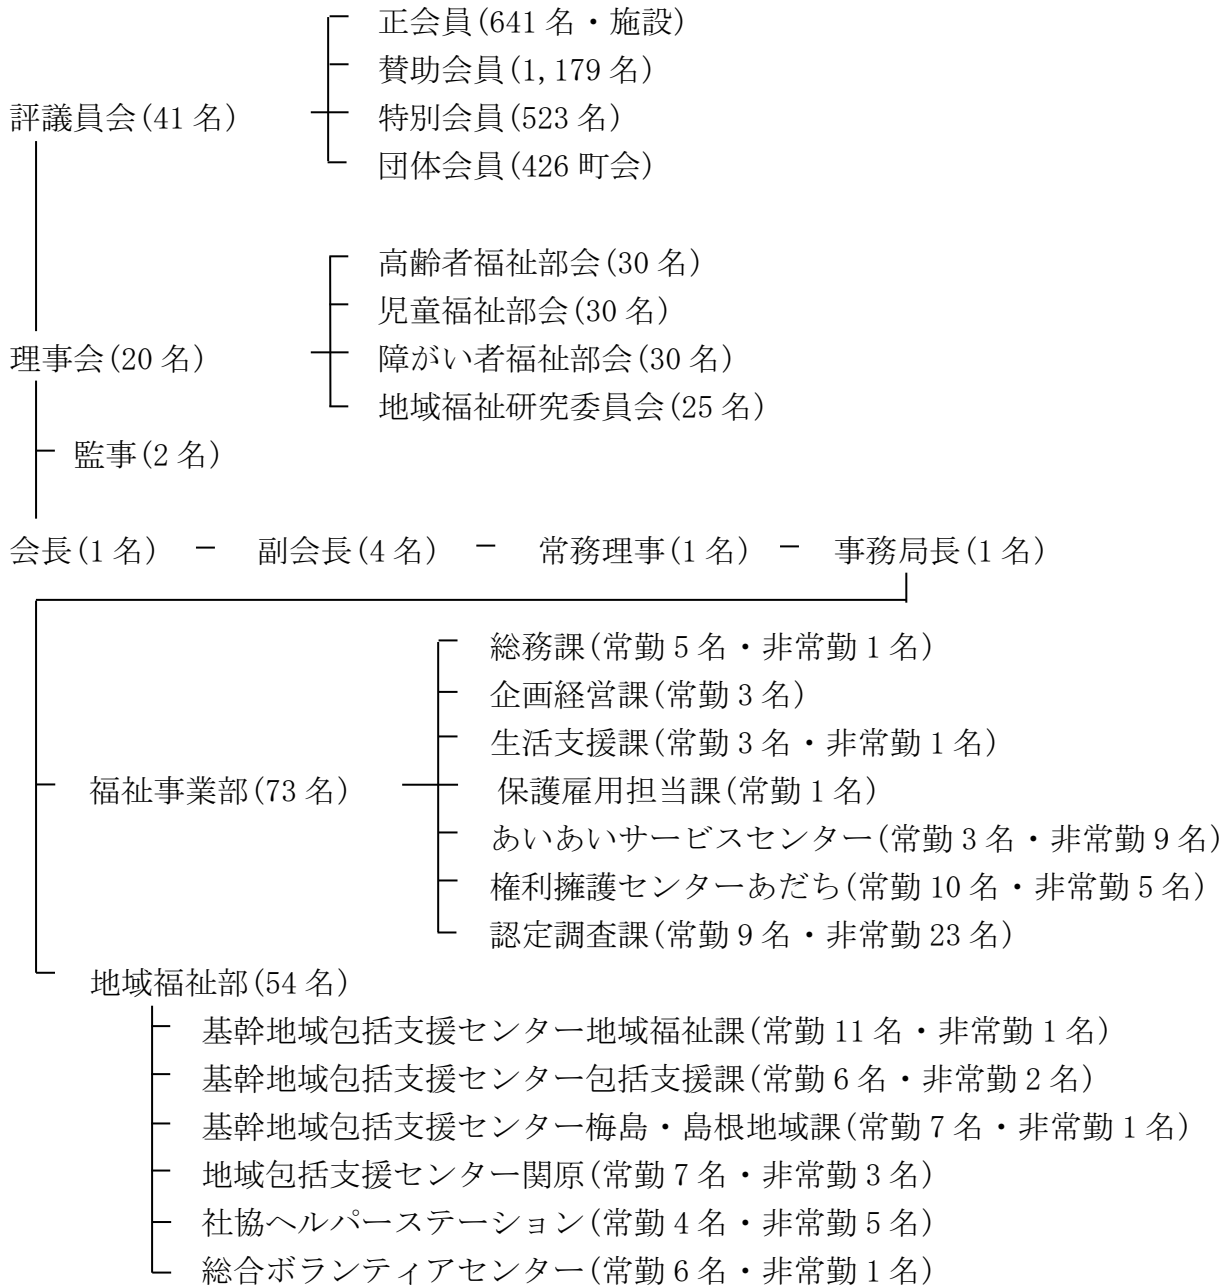 正会員(641名・施設)
賛助会員(1,179名)
評議員会(41名) 特別会員(523名)
団体会員(426町会)
高齢者福祉部会(30名)
児童福祉部会(30名)
理事会(20名) 障がい者福祉部会(30名)
地域福祉研究委員会(25名)
監事(2名)
会長(1名) － 副会長(4名) － 常務理事(1名) － 事務局長(1名)
総務課(常勤5名・非常勤1名)
企画経営課(常勤3名)
生活支援課(常勤3名・非常勤1名)
福祉事業部(73名) 保護雇用担当課(常勤1名)
あいあいサービスセンター(常勤3名・非常勤9名)
権利擁護センターあだち(常勤10名・非常勤5名)
認定調査課(常勤9名・非常勤23名)
地域福祉部(54名)
基幹地域包括支援センター地域福祉課(常勤11名・非常勤1名)
基幹地域包括支援センター包括支援課(常勤6名・非常勤2名)
基幹地域包括支援センター梅島・島根地域課(常勤7名・非常勤1名)
地域包括支援センター関原(常勤7名・非常勤3名)
社協ヘルパーステーション(常勤4名・非常勤5名)
総合ボランティアセンター(常勤6名・非常勤1名)